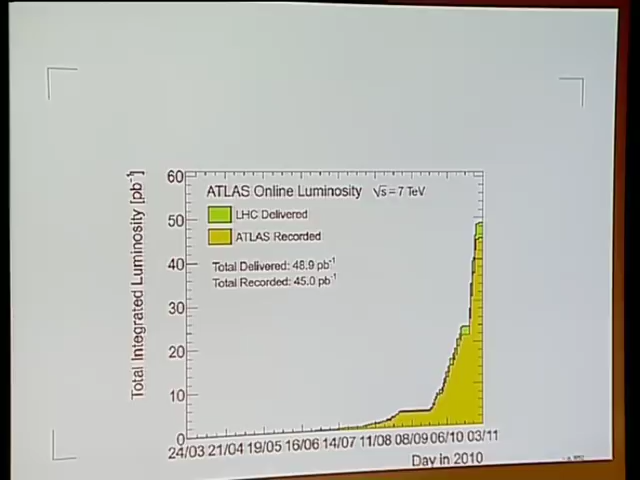 Total Integrated Luminosity [pb⁻¹]
60
50
40
30
20
10
0
ATLAS Online Luminosity √s = 7 TeV
LHC Delivered
ATLAS Recorded
Total Delivered: 48.9 pb⁻¹
Total Recorded: 45.0 pb⁻¹
24/03 21/04 19/05 16/06 14/07 11/08 08/09 06/10 03/11
Day in 2010